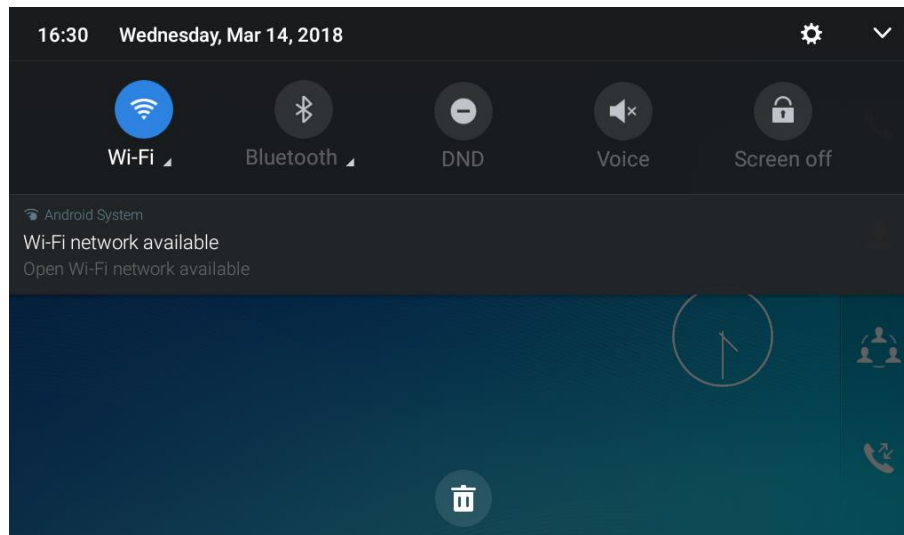 16:30 Wednesday, Mar 14, 2018
Wi-Fi Bluetooth DND Voice Screen off
Android System
Wi-Fi network available
Open Wi-Fi network available